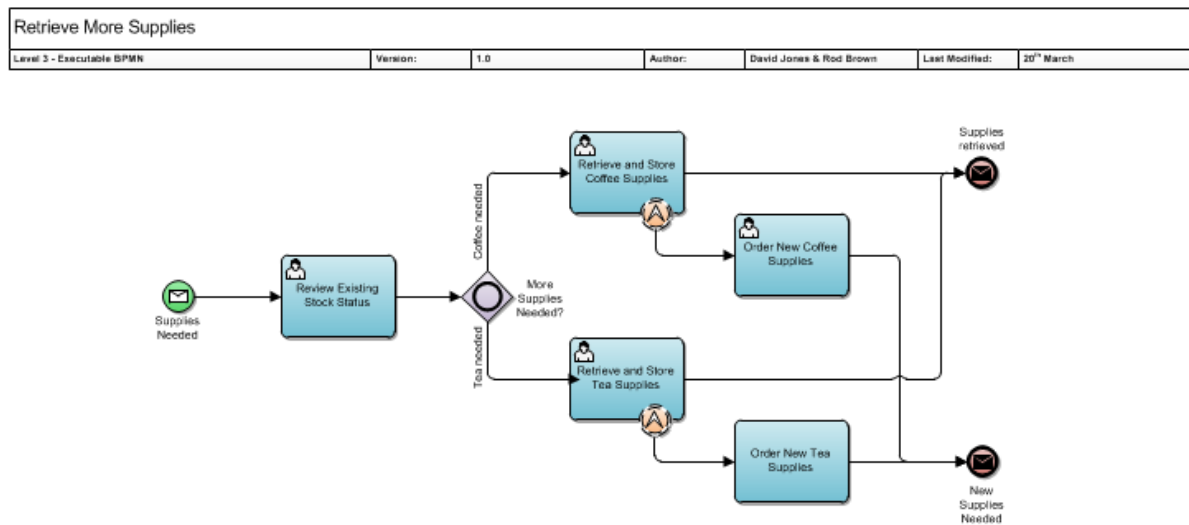 Retrieve More Supplies
Level 3 - Executable BPMN Version: 1.0 Author: David Jones & Rod Brown Last Modified: 20th March
Supplies
retrieved
Retrieve and Store
Coffee Supplies
Coffee needed
Order New Coffee
Supplies
Review Existing
Stock Status
More
Supplies
Needed?
Supplies
Needed
Tea needed
Retrieve and Store
Tea Supplies
Order New Tea
Supplies
New
Supplies
Needed